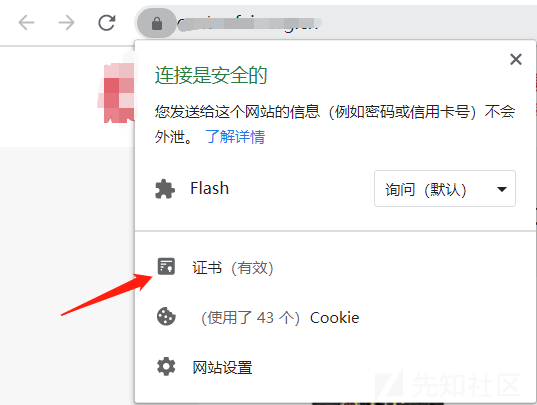 连接是安全的
您发送给这个网站的信息（例如密码或信用卡号）不会
外泄。 了解详情
Flash 询问（默认）
证书（有效）
（使用了 43 个）Cookie
网站设置
先知社区